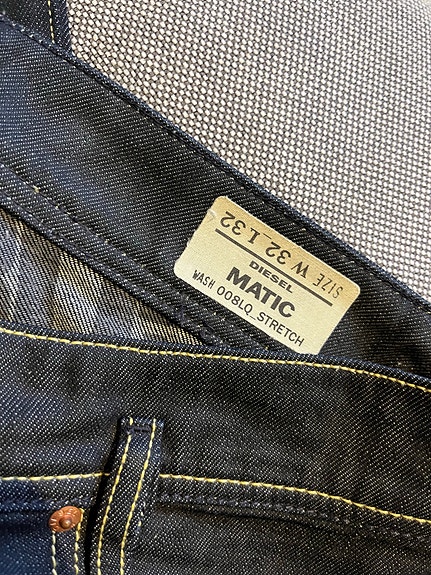 SIZE W 32 L 32
DIESEL
MATIC
WASH 008LQ_STRETCH